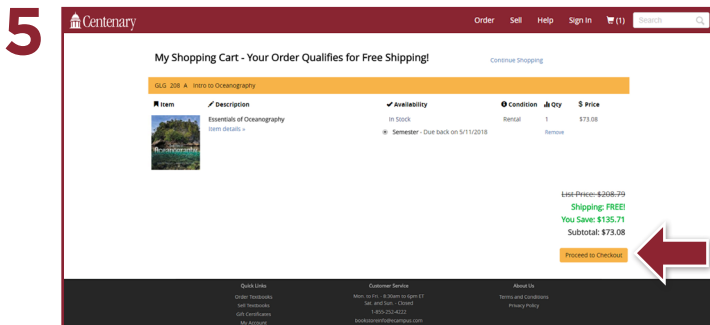 5
Centenary
Order Sell Help Sign In (1) Search
My Shopping Cart - Your Order Qualifies for Free Shipping! Continue Shopping
GLG 208 A Intro to Oceanography
Item Description Availability Condition Qty $ Price
Essentials of Oceanography In Stock Rental 1 $73.08
Item details »
Semester - Due back on 5/11/2018 Remove
Oceanography
List Price: $208.79
Shipping: FREE!
You Save: $135.71
Subtotal: $73.08
Proceed to Checkout
Quick Links Customer Service About Us
Order Textbooks Mon. to Fri. - 8:30am to 6pm ET Terms and Conditions
Sell Textbooks Sat. and Sun. - Closed Privacy Policy
Gift Certificates 1-855-252-4222
My Account bookstoreinfo@ecampus.com